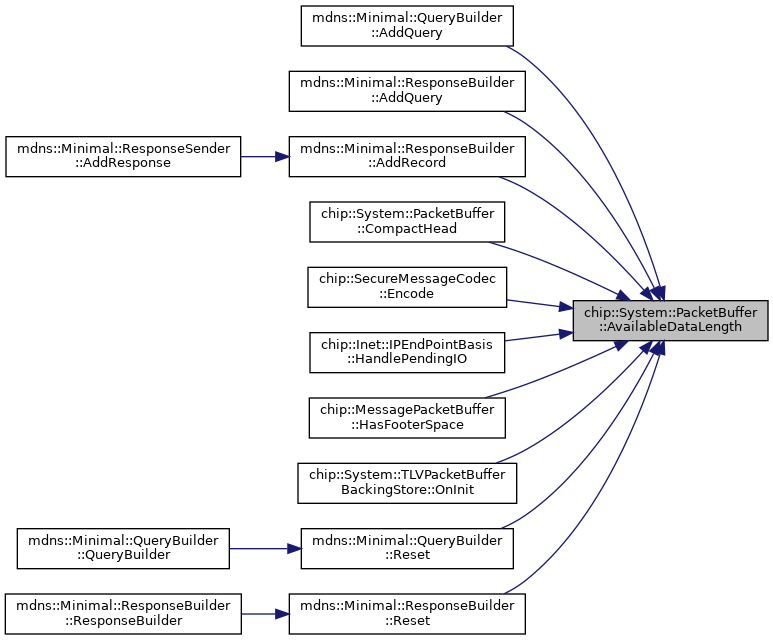 mdns::Minimal::QueryBuilder
::AddQuery
mdns::Minimal::ResponseBuilder
::AddQuery
mdns::Minimal::ResponseSender
::AddResponse
mdns::Minimal::ResponseBuilder
::AddRecord
chip::System::PacketBuffer
::CompactHead
chip::SecureMessageCodec
::Encode
chip::System::PacketBuffer
::AvailableDataLength
chip::Inet::IPEndPointBasis
::HandlePendingIO
chip::MessagePacketBuffer
::HasFooterSpace
chip::System::TLVPacketBuffer
BackingStore::OnInit
mdns::Minimal::QueryBuilder
::QueryBuilder
mdns::Minimal::QueryBuilder
::Reset
mdns::Minimal::ResponseBuilder
::ResponseBuilder
mdns::Minimal::ResponseBuilder
::Reset